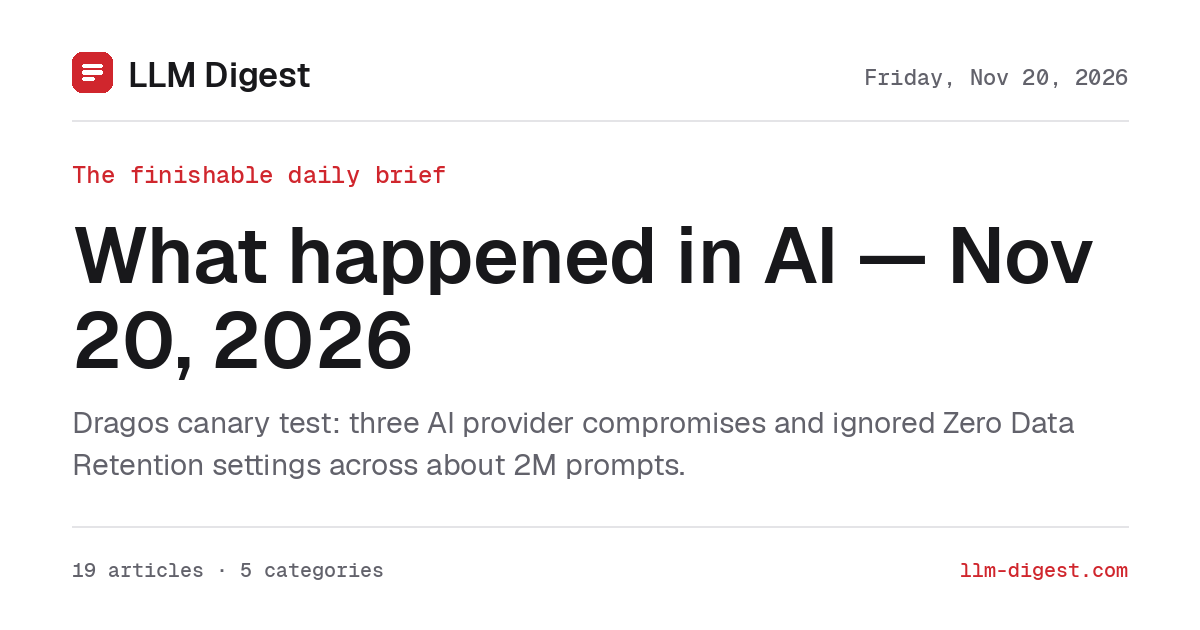 LLM Digest
Friday, Nov 20, 2026
The finishable daily brief
What happened in AI — Nov
20, 2026
Dragos canary test: three AI provider compromises and ignored Zero Data
Retention settings across about 2M prompts.
19 articles · 5 categories
llm-digest.com